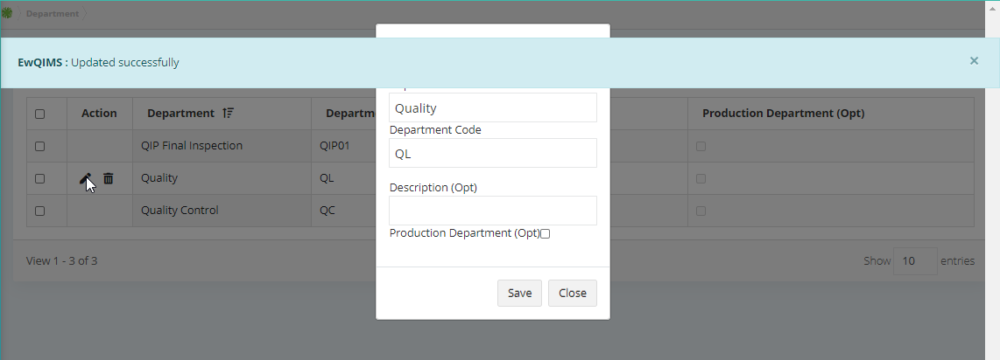 Department
EwQIMS : Updated successfully ×
Action Department Departm Production Department (Opt)
QIP Final Inspection QIP01
Quality QL
Quality Control QC
View 1 - 3 of 3
Show 10 entries
Quality
Department Code
QL
Description (Opt)
Production Department (Opt)
Save Close